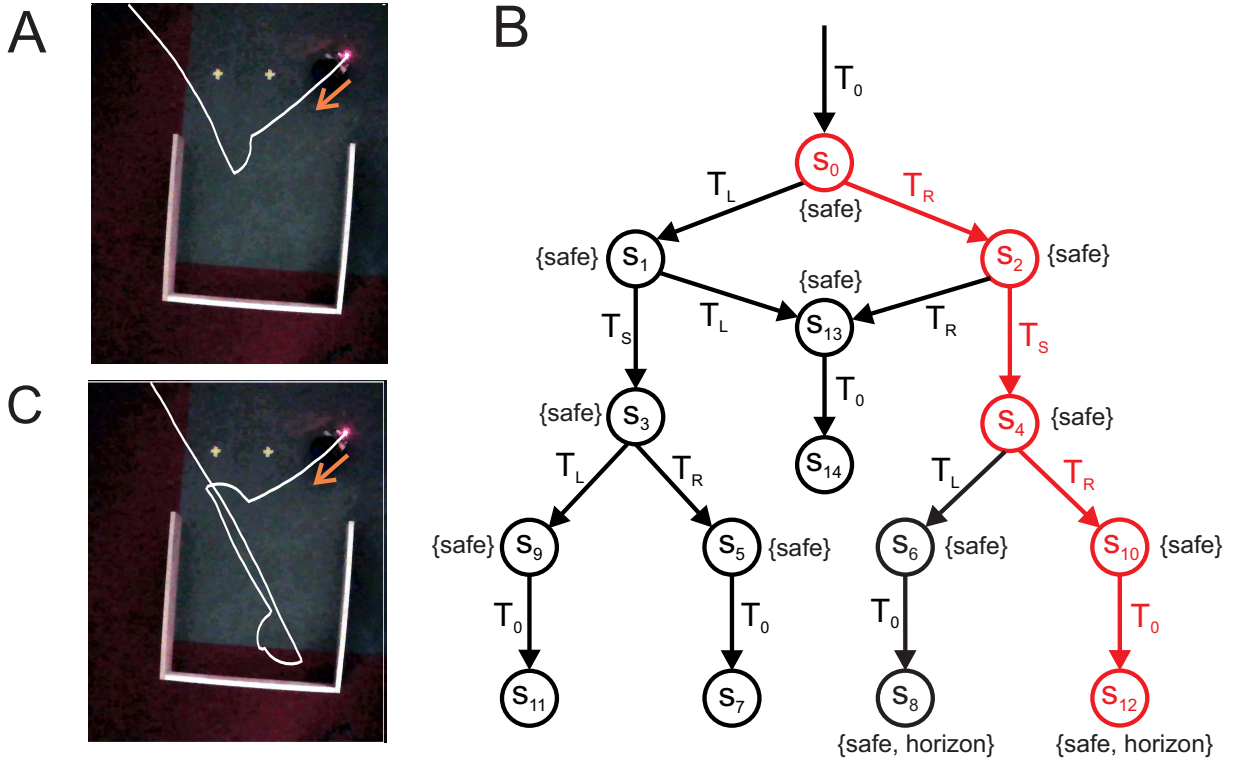 A
B
T0
S0
TL
TR
{safe}
{safe}
S1
{safe}
S2
{safe}
TS
TL
S13
TR
TS
{safe}
S3
T0
S4
{safe}
TL
TR
S14
TL
TR
{safe}
S9
S5
{safe}
S6
{safe}
S10
{safe}
T0
T0
T0
T0
S11
S7
S8
S12
{safe, horizon}
{safe, horizon}
C